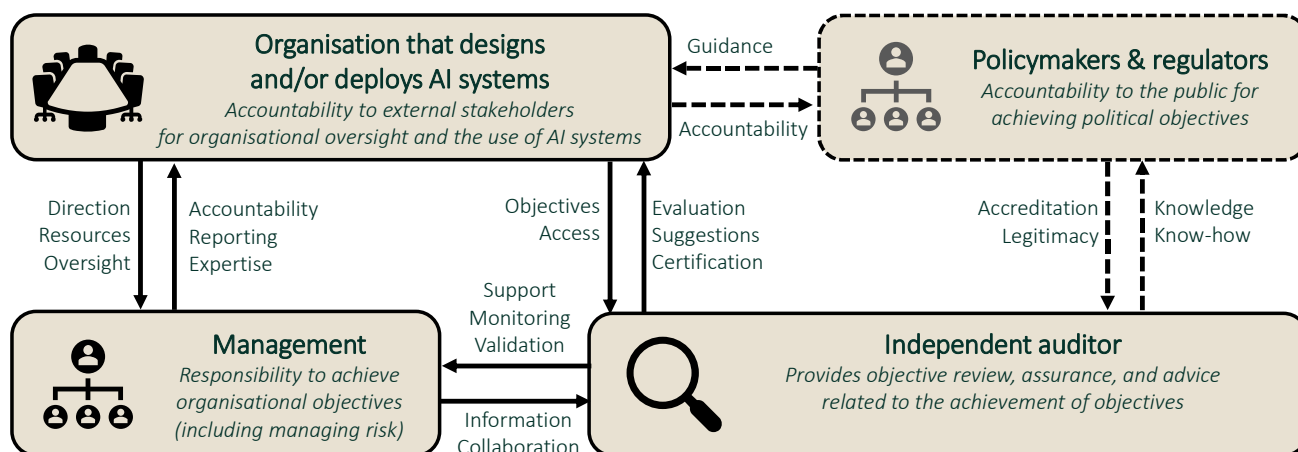 Organisation that designs
and/or deploys AI systems
Accountability to external stakeholders
for organisational oversight and the use of AI systems
Guidance
Accountability
Policymakers & regulators
Accountability to the public for
achieving political objectives
Direction
Resources
Oversight
Accountability
Reporting
Expertise
Objectives
Access
Evaluation
Suggestions
Certification
Accreditation
Legitimacy
Knowledge
Know-how
Support
Monitoring
Validation
Management
Responsibility to achieve
organisational objectives
(including managing risk)
Information
Collaboration
Independent auditor
Provides objective review, assurance, and advice
related to the achievement of objectives